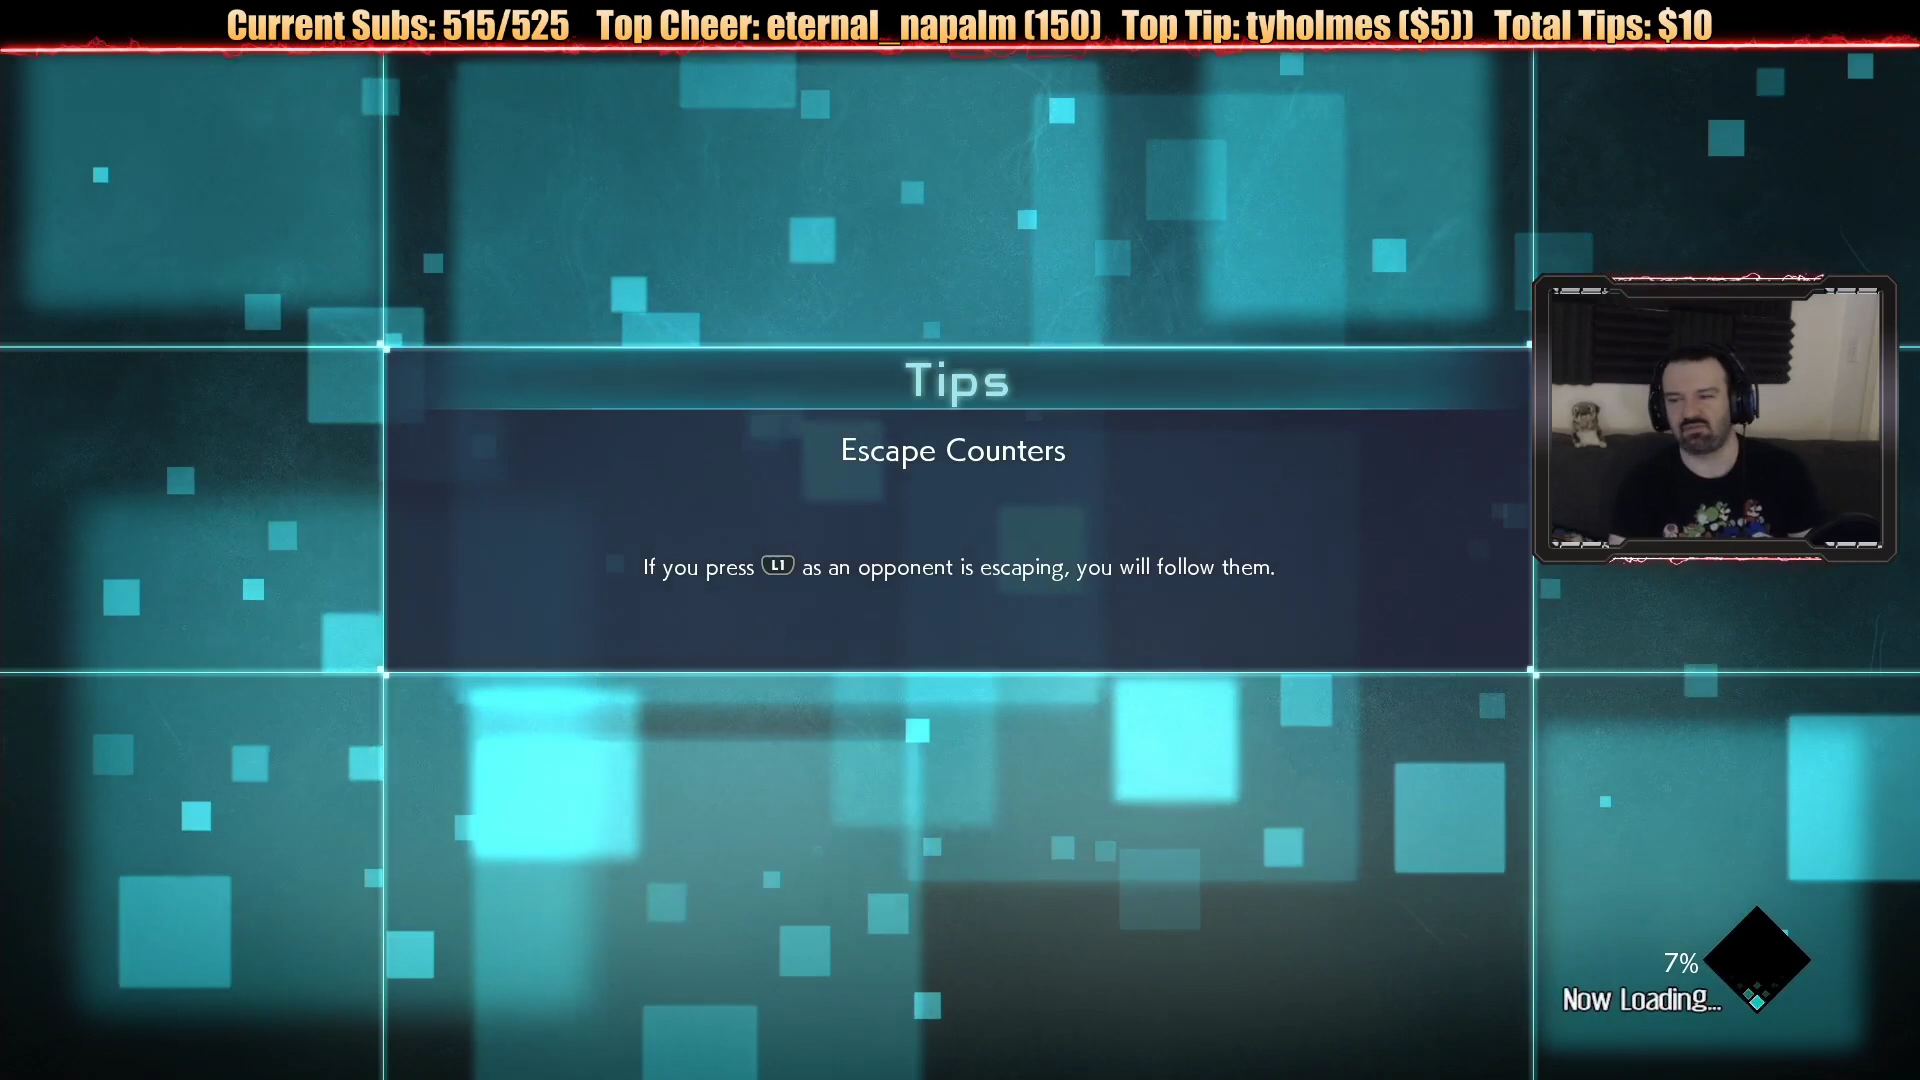 Current Subs: 515/525 Top Cheer: eternal_napalm (150) Top Tip: tyholmes ($5)) Total Tips: $10
Tips
Escape Counters
If you press L1 as an opponent is escaping, you will follow them.
7%
Now Loading...